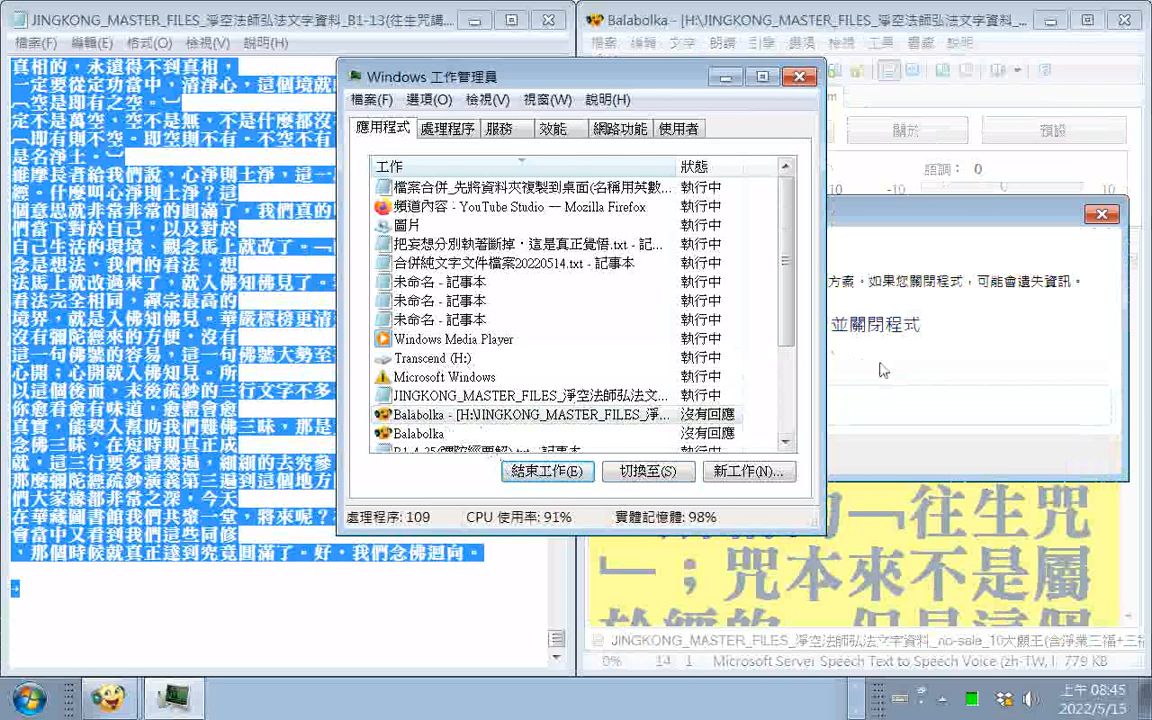 JINGKONG_MASTER_FILES_淨空法師弘法文字資料_B1-13(往生咒講...
檔案(F) 編輯(E) 格式(O) 檢視(V) 說明(H)
真相的，永遠得不到真相，
一定要從定功當中，清淨心，這個境就
︹空是即有之空。︺
定不是萬空，空不是無，不是什麼都沒
︹即有則不空。即空則不有。不空不有
是名淨土。︺
維摩長者給我們說，心淨則土淨，這一
經。什麼叫心淨則土淨？這
個意思就非常非常的圓滿了，我們真的
們當下對於自己，以及對於
自己生活的環境、觀念馬上就改了。﹁
念是想法，我們的看法，想
法馬上就改過來了，就入佛知佛見了。
看法完全相同，禪宗最高的
境界，就是入佛知佛見。華嚴標榜更清
沒有彌陀經來的方便，沒有
這一句佛號的容易，這一句佛號大勢至
心開；心開就入佛知見。所
以這個後面，末後疏鈔的三行文字不多
你愈看愈有味道，愈體會愈
真實，能契入幫助我們難佛三昧，那是
念佛三昧，在短時期真正成
就，這三行要多讀幾遍，細細的去究參
那麼彌陀經疏鈔演義第三遍到這個地方
們大家緣都非常之深，今天
在華藏圖書館我們共聚一堂，將來呢？
會當中又看到我們這些同修
、那個時候就真正達到究竟圓滿了。好，我們念佛迴向。
Windows 工作管理員
檔案(F) 選項(O) 檢視(V) 視窗(W) 說明(H)
應用程式 處理程序 服務 效能 網路功能 使用者
工作 狀態
檔案合併_先將資料夾複製到桌面(名稱用英數... 執行中
頻道內容 - YouTube Studio — Mozilla Firefox 執行中
圖片 執行中
把妄想分別執著斷掉，這是真正覺悟.txt - 記... 執行中
合併純文字文件檔案20220514.txt - 記事本 執行中
未命名 - 記事本 執行中
未命名 - 記事本 執行中
未命名 - 記事本 執行中
Windows Media Player 執行中
Transcend (H:) 執行中
Microsoft Windows 執行中
JINGKONG_MASTER_FILES_淨空法師弘法文... 執行中
Balabolka - [H:\JINGKONG_MASTER_FILES_淨... 沒有回應
Balabolka 沒有回應
結束工作(E) 切換至(S) 新工作(N)...
處理程序: 109 CPU 使用率: 91% 實體記憶體: 98%
Balabolka - [H:\JINGKONG_MASTER_FILES_淨空法師弘法文字資料_...
檔案 編輯 文字 朗讀 引擎 選項 檢視 工具 書籤 說明
關於 預設
語調： 0
10 -10 10
方案。如果您關閉程式，可能會遺失資訊。
並關閉程式
﹁往生咒
﹂；咒本來不是屬
於經的，但是這個
JINGKONG_MASTER_FILES_淨空法師弘法文字資料_no-sale_10大願王(含淨業三福+三福
0% 14 1 Microsoft Server Speech Text to Speech Voice (zh-TW, 779 KB
上午 08:45
2022/5/15